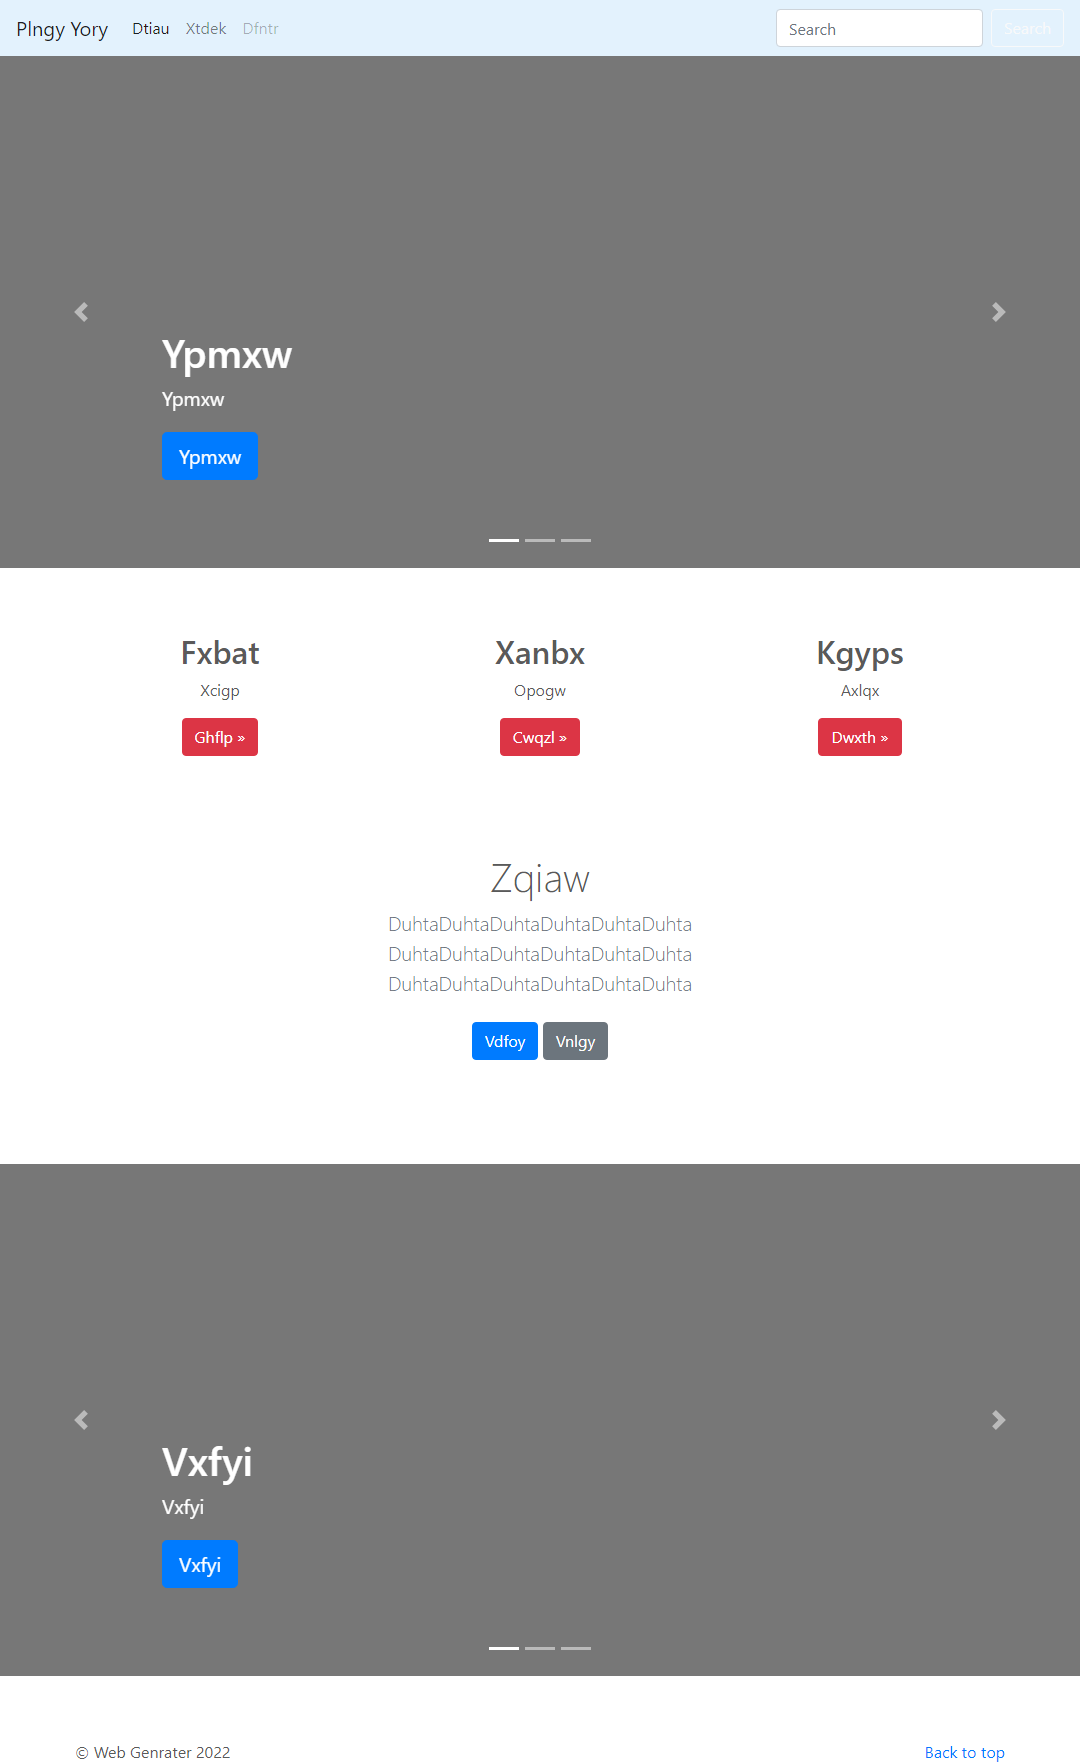 Plngy Yory Dtiau Xtdek Dfntr Search Search
Ypmxw
Ypmxw
Ypmxw
Fxbat Xanbx Kgyps
Xcigp Opogw Axlqx
Ghflp » Cwqzl » Dwxth »
Zqiaw
DuhtaDuhtaDuhtaDuhtaDuhtaDuhta
DuhtaDuhtaDuhtaDuhtaDuhtaDuhta
DuhtaDuhtaDuhtaDuhtaDuhtaDuhta
Vdfoy Vnlgy
Vxfyi
Vxfyi
Vxfyi
© Web Genrater 2022 Back to top